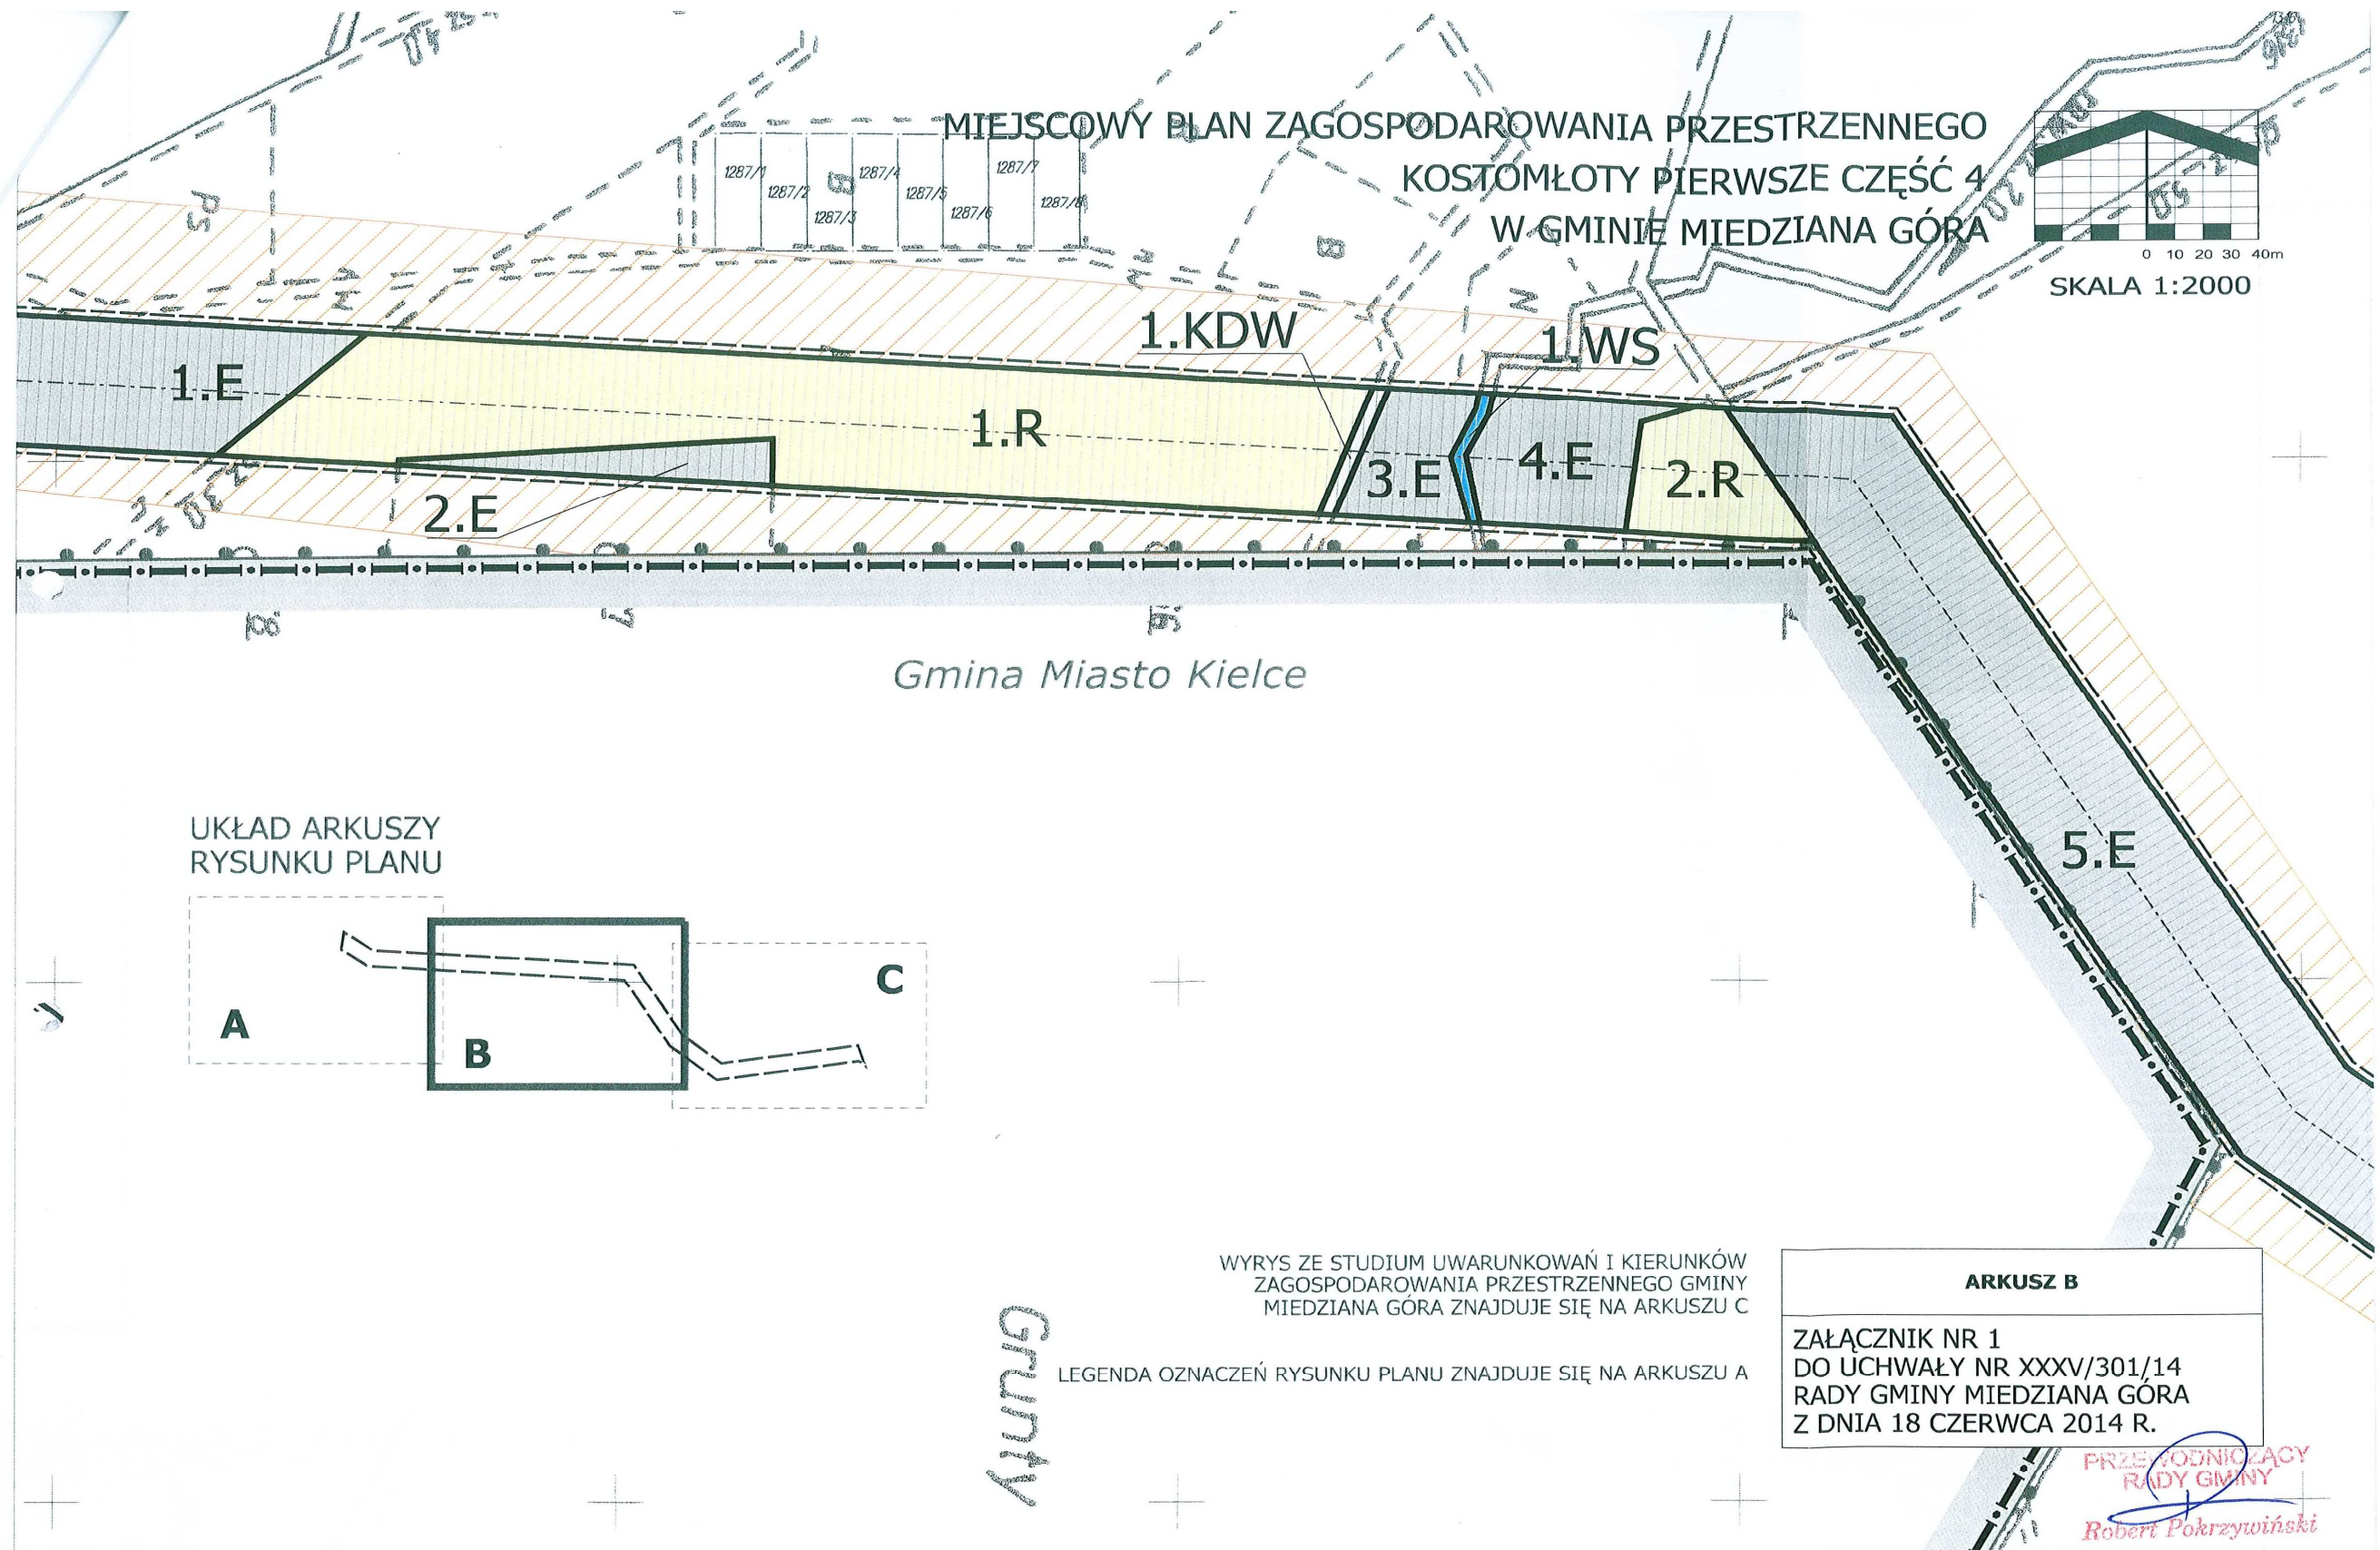 MIEJSCOWY PLAN ZAGOSPODAROWANIA PRZESTRZENNEGO
KOSTOMŁOTY PIERWSZE CZĘŚĆ 4
W GMINIE MIEDZIANA GÓRA
0 10 20 30 40m
SKALA 1:2000
1287/1
1287/2
1287/3
1287/4
1287/5
1287/6
1287/7
1287/8
B
B
Ps
N
1.KDW
1.WS
1.E
1.R
2.E
3.E
4.E
2.R
5.E
Gmina Miasto Kielce
UKŁAD ARKUSZY
RYSUNKU PLANU
A
B
C
Grunty
WYRYS ZE STUDIUM UWARUNKOWAŃ I KIERUNKÓW
ZAGOSPODAROWANIA PRZESTRZENNEGO GMINY
MIEDZIANA GÓRA ZNAJDUJE SIĘ NA ARKUSZU C
LEGENDA OZNACZEŃ RYSUNKU PLANU ZNAJDUJE SIĘ NA ARKUSZU A
ARKUSZ B
ZAŁĄCZNIK NR 1
DO UCHWAŁY NR XXXV/301/14
RADY GMINY MIEDZIANA GÓRA
Z DNIA 18 CZERWCA 2014 R.
PRZEWODNICZĄCY
RADY GMINY
Robert Pokrzywiński